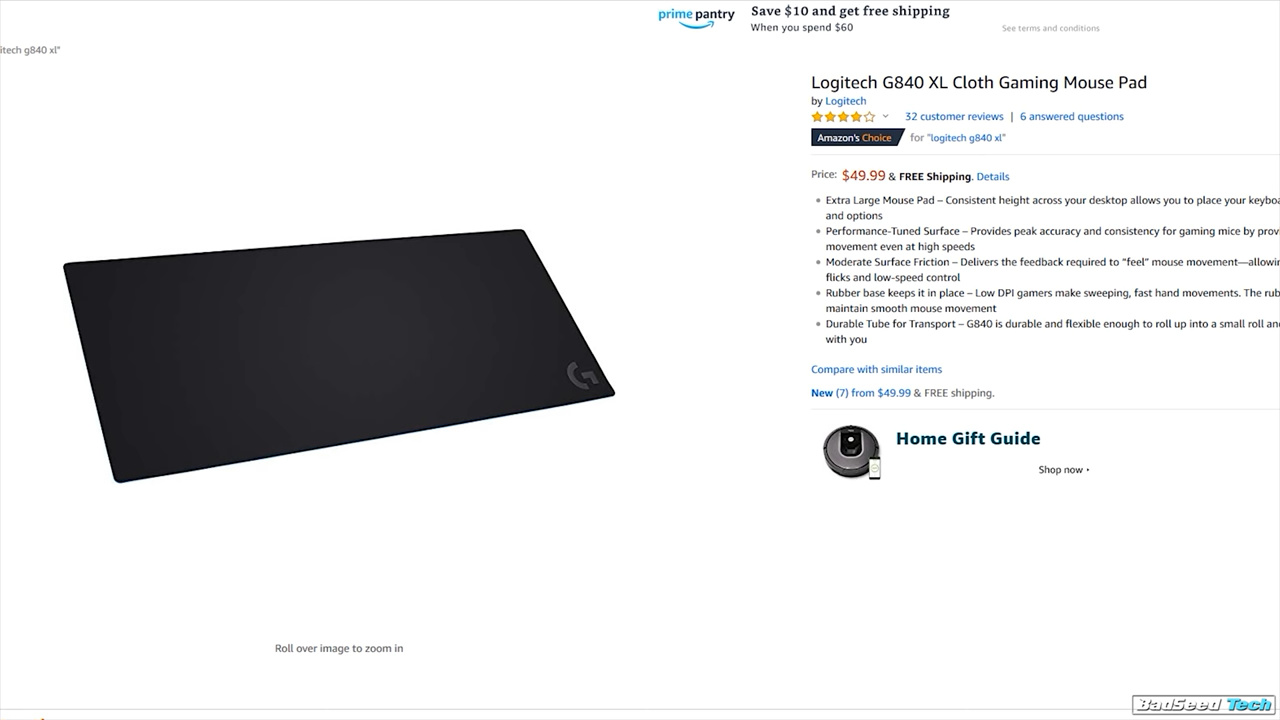 prime pantry
Save $10 and get free shipping
When you spend $60
See terms and conditions
itech g840 xl"
Logitech G840 XL Cloth Gaming Mouse Pad
by Logitech
32 customer reviews | 6 answered questions
Amazon's Choice for "logitech g840 xl"
Price: $49.99 & FREE Shipping. Details
Extra Large Mouse Pad – Consistent height across your desktop allows you to place your keyboa
and options
Performance-Tuned Surface – Provides peak accuracy and consistency for gaming mice by provi
movement even at high speeds
Moderate Surface Friction – Delivers the feedback required to "feel" mouse movement—allowin
flicks and low-speed control
Rubber base keeps it in place – Low DPI gamers make sweeping, fast hand movements. The rub
maintain smooth mouse movement
Durable Tube for Transport – G840 is durable and flexible enough to roll up into a small roll and
with you
Compare with similar items
New (7) from $49.99 & FREE shipping.
Home Gift Guide
Shop now
Roll over image to zoom in
BadSeed Tech